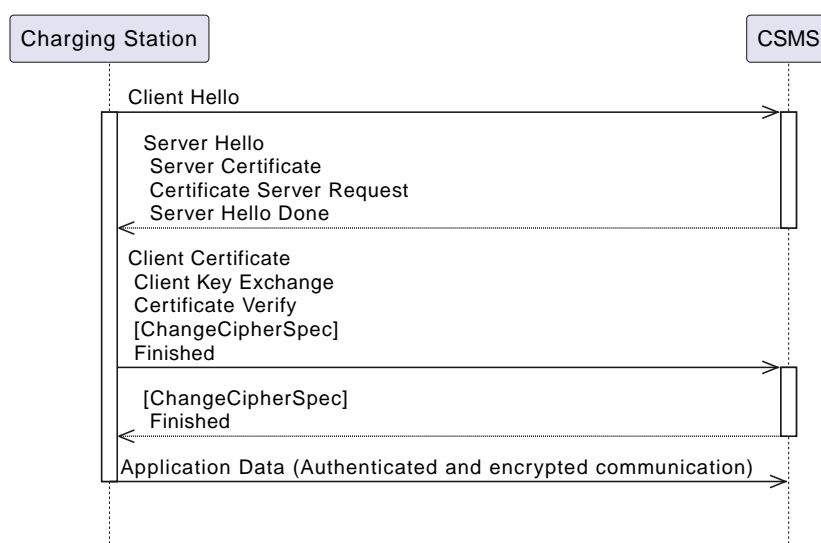 Charging Station
CSMS
Client Hello
Server Hello
Server Certificate
Certificate Server Request
Server Hello Done
Client Certificate
Client Key Exchange
Certificate Verify
[ChangeCipherSpec]
Finished
[ChangeCipherSpec]
Finished
Application Data (Authenticated and encrypted communication)